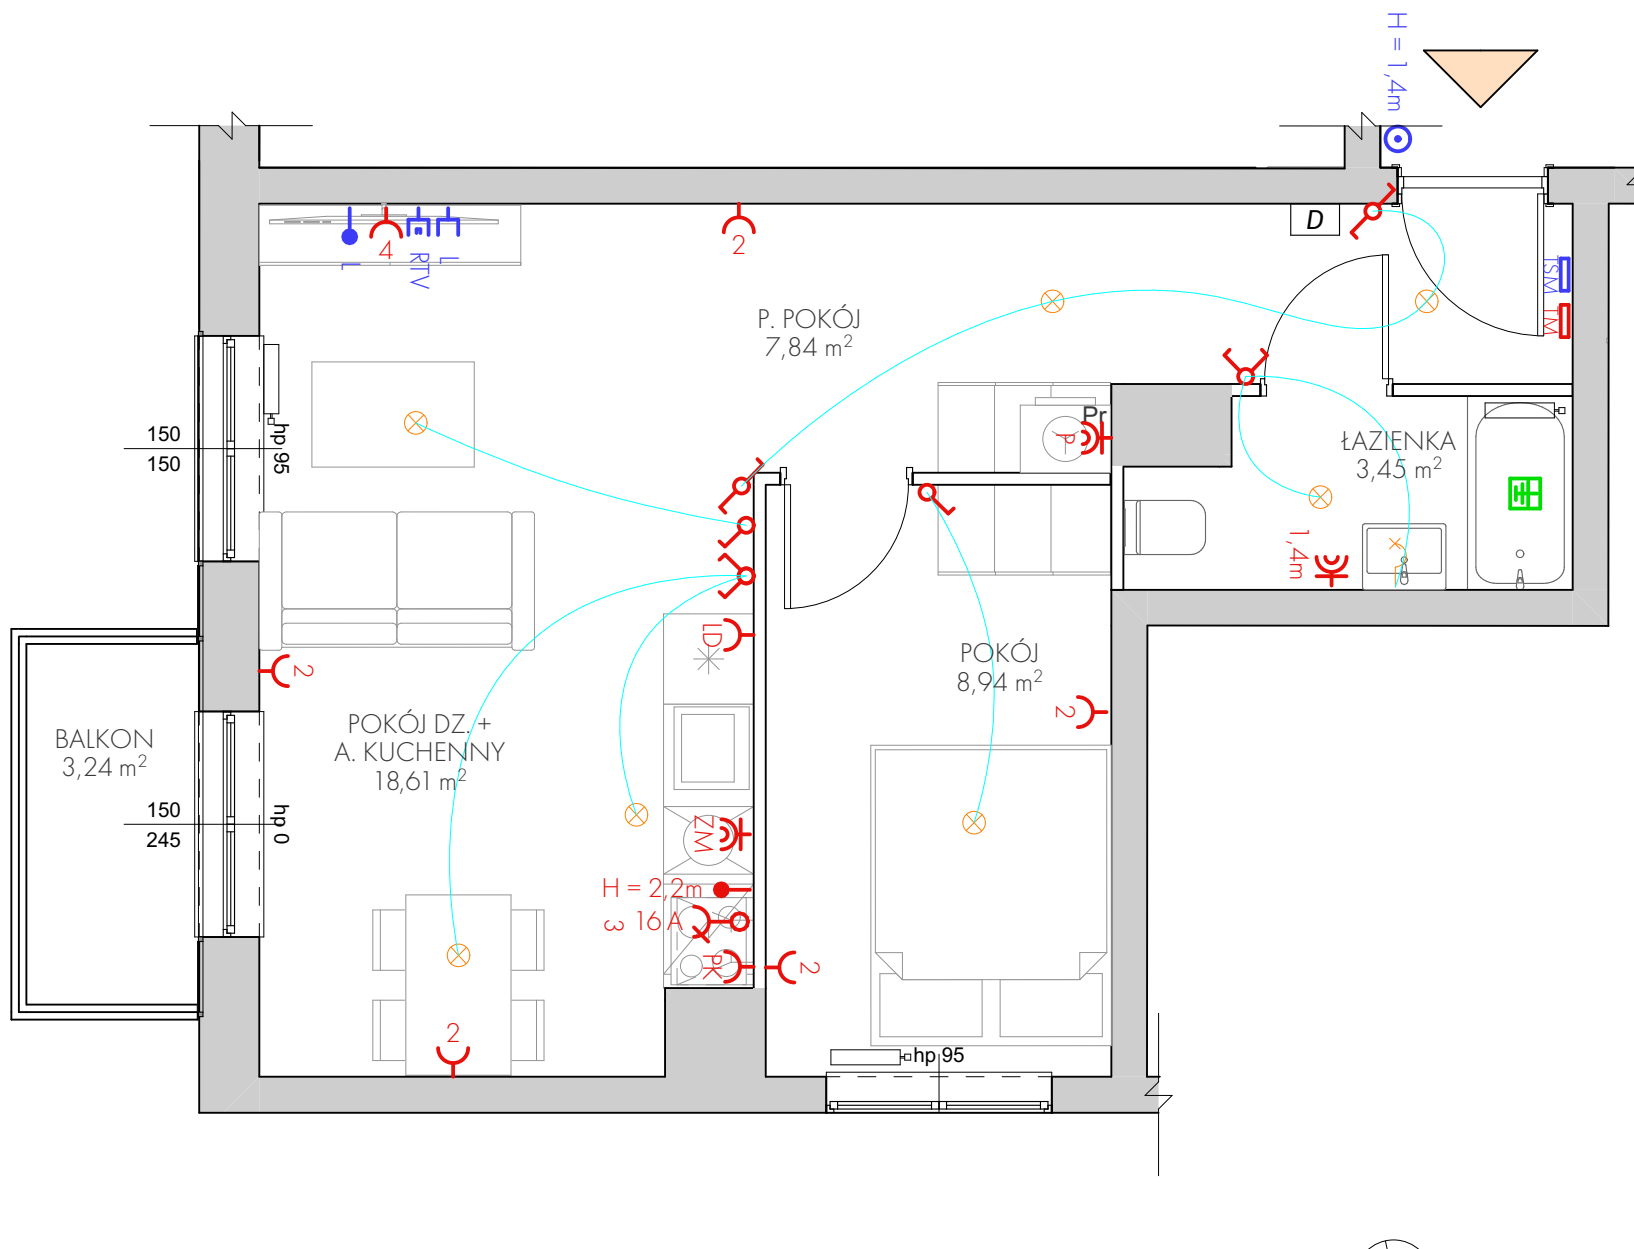 H = 1,4m
D
4
L
RTV
L
2
TSM
TM
P. POKÓJ
7,84 m²
150
150
hp 95
Pr
P
ŁAZIENKA
3,45 m²
1,4m
LD
POKÓJ
8,94 m²
2
2
POKÓJ DZ. +
A. KUCHENNY
18,61 m²
BALKON
3,24 m²
150
245
hp 0
ZM
H = 2,2m
3 16 A
PK
2
2
hp 95